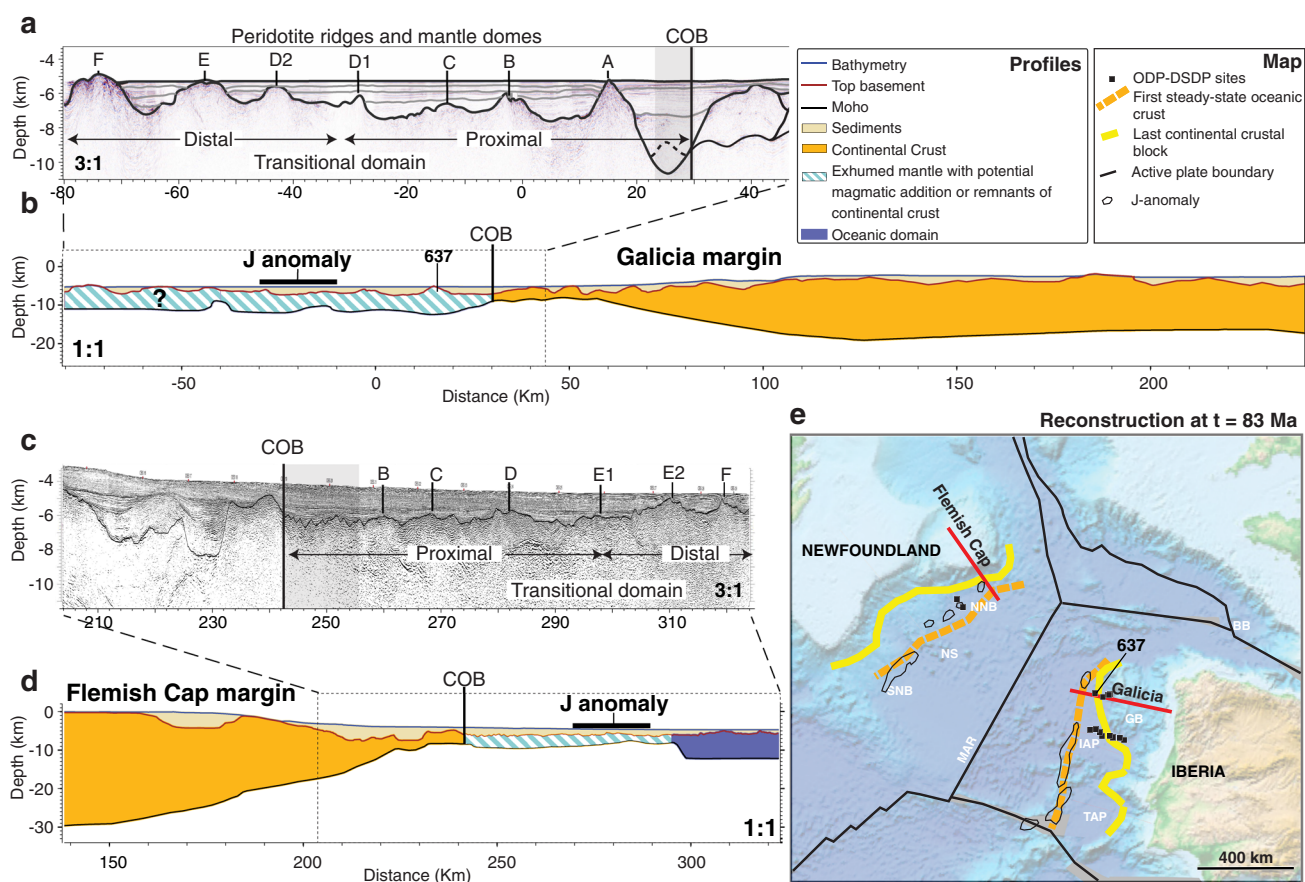 a
Peridotite ridges and mantle domes
COB
F E D2 D1 C B A
Depth (km)
-4
-6
-8
-10
Distal Proximal
Transitional domain
3:1
-80 -60 -40 -20 0 20 40
Bathymetry Profiles
Top basement
Moho
Sediments
Continental Crust
Exhumed mantle with potential
magmatic addition or remnants of
continental crust
Oceanic domain
Map
ODP-DSDP sites
First steady-state oceanic
crust
Last continental crustal
block
Active plate boundary
J-anomaly
b
COB
J anomaly 637 Galicia margin
Depth (km)
0
-10
-20
?
1:1
-50 0 50 100 150 200
Distance (Km)
c
COB
B C D E1 E2 F
Depth (km)
-4
-6
-8
-10
Proximal Distal
Transitional domain 3:1
210 230 250 270 290 310
d
Flemish Cap margin COB
J anomaly
Depth (km)
0
-10
-20
-30
1:1
150 200 250 300
Distance (Km)
e
Reconstruction at t = 83 Ma
Flemish Cap
NEWFOUNDLAND
NNB
BB
NS
637
SNB
Galicia
GB
MAR
IAP
IBERIA
TAP
400 km